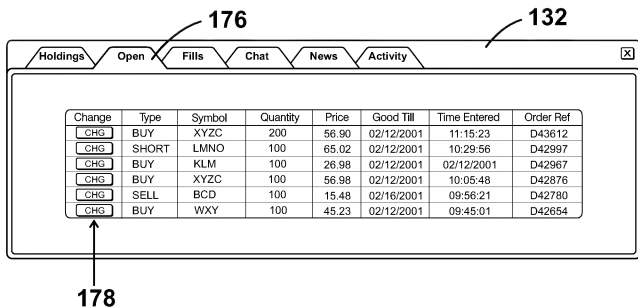 176
132
Holdings Open Fills Chat News Activity X
Change Type Symbol Quantity Price Good Till Time Entered Order Ref
CHG BUY XYZC 200 56.90 02/12/2001 11:15:23 D43612
CHG SHORT LMNO 100 65.02 02/12/2001 10:29:56 D42997
CHG BUY KLM 100 26.98 02/12/2001 02/12/2001 D42967
CHG BUY XYZC 100 56.98 02/12/2001 10:05:48 D42876
CHG SELL BCD 100 15.48 02/16/2001 09:56:21 D42780
CHG BUY WXY 100 45.23 02/12/2001 09:45:01 D42654
178